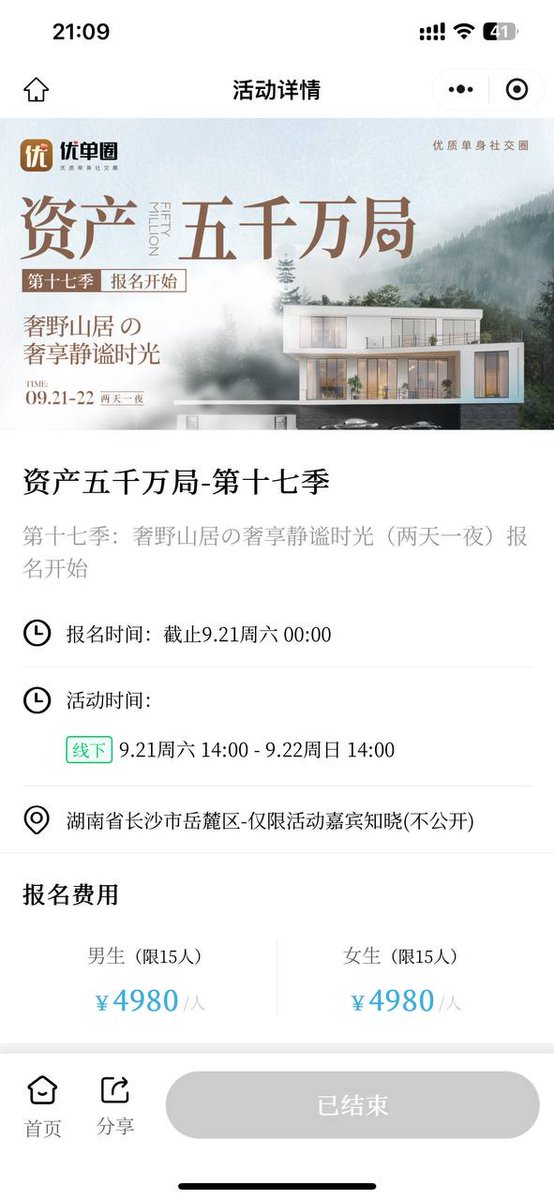 21:09
41
活动详情
优
优单圈
优质单身社交圈
优质单身社交圈
资产
FIFTY
MILLION
五千万局
第十七季
报名开始
奢野山居の
奢享静谧时光
TIME:
09.21-22
两天一夜
资产五千万局-第十七季
第十七季：奢野山居の奢享静谧时光（两天一夜）报
名开始
报名时间：截止9.21周六 00:00
活动时间：
线下 9.21周六 14:00 - 9.22周日 14:00
湖南省长沙市岳麓区-仅限活动嘉宾知晓(不公开)
报名费用
男生（限15人）
¥4980/人
女生（限15人）
¥4980/人
首页
分享
已结束